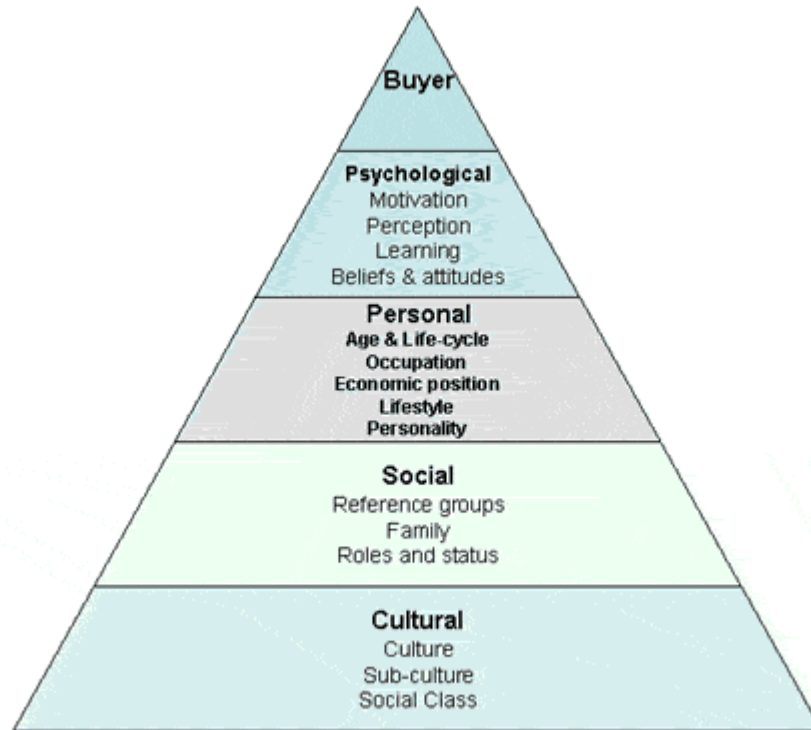 Buyer
Psychological
Motivation
Perception
Learning
Beliefs & attitudes
Personal
Age & Life-cycle
Occupation
Economic position
Lifestyle
Personality
Social
Reference groups
Family
Roles and status
Cultural
Culture
Sub-culture
Social Class